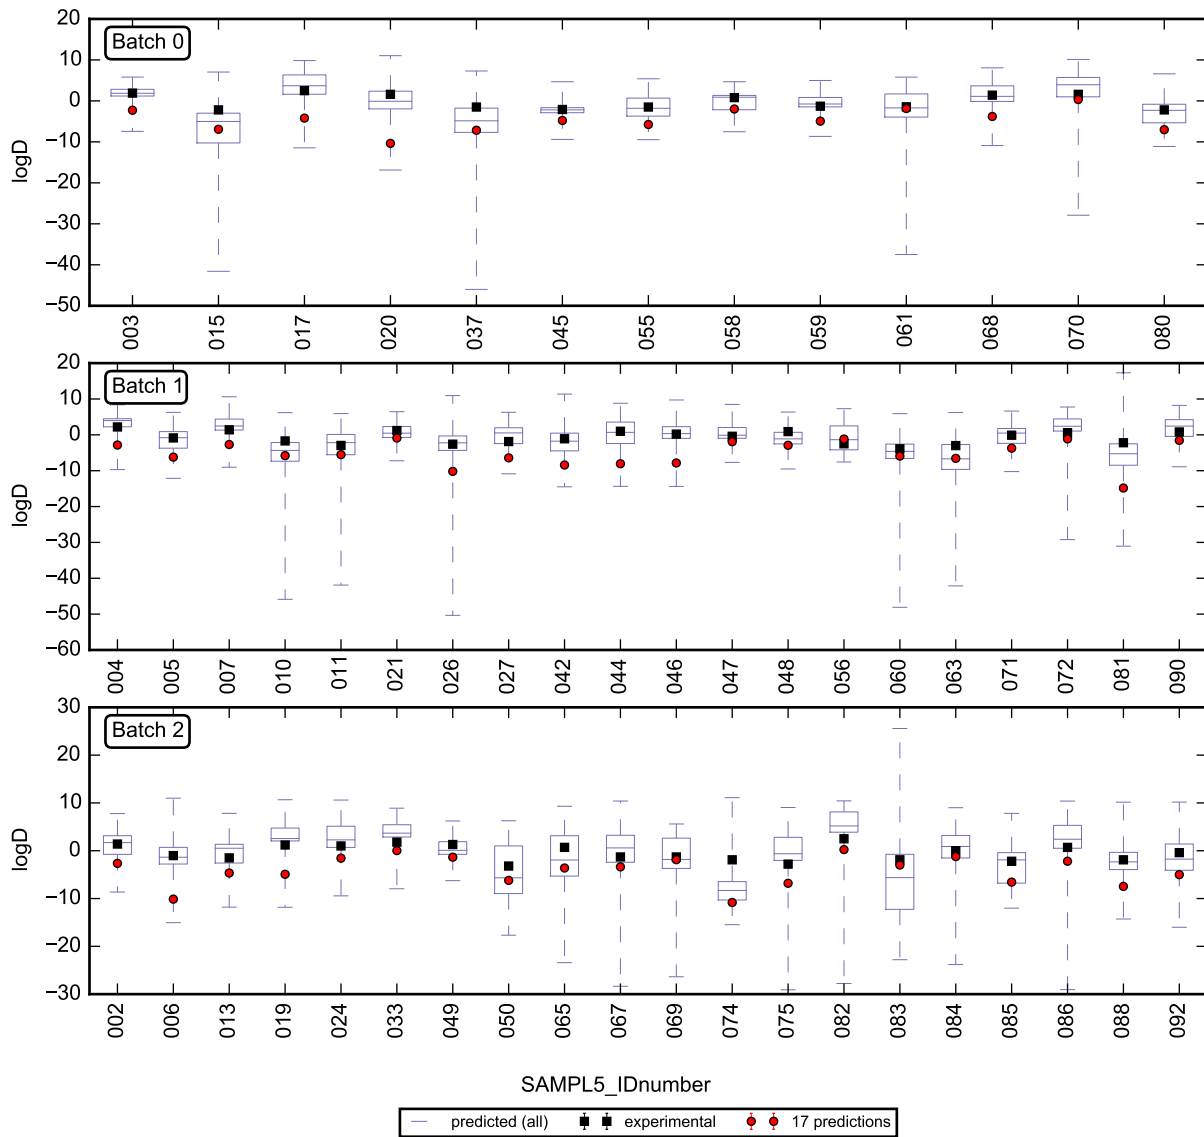 20
Batch 0
10
0
−10
−20
−30
−40
−50
logD
003 015 017 020 037 045 055 058 059 061 068 070 080
20
Batch 1
10
0
−10
−20
−30
−40
−50
−60
logD
004 005 007 010 011 021 026 027 042 044 046 047 048 056 060 063 071 072 081 090
30
Batch 2
20
10
0
−10
−20
−30
logD
002 006 013 019 024 033 049 050 065 067 069 074 075 082 083 084 085 086 088 092
SAMPL5_IDnumber
predicted (all) experimental 17 predictions